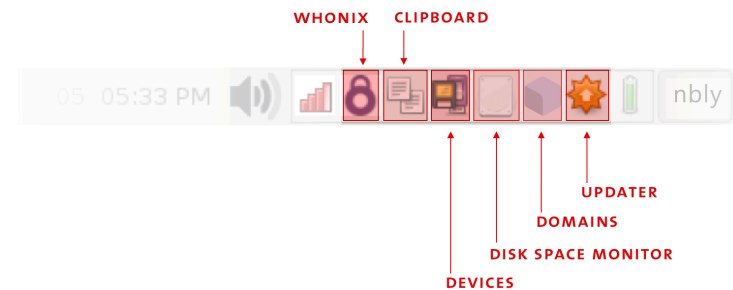 WHONIX CLIPBOARD
05 05:33 PM nbly
UPDATER
DOMAINS
DISK SPACE MONITOR
DEVICES